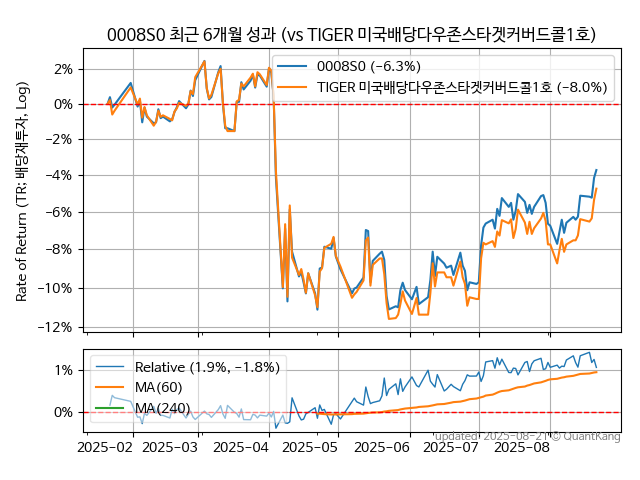 0008S0 최근 6개월 성과 (vs TIGER 미국배당다우존스타겟커버드콜1호)
0008S0 (−6.3%)
TIGER 미국배당다우존스타겟커버드콜1호 (−8.0%)
Rate of Return (TR; 배당재투자, Log)
2%
0%
−2%
−4%
−6%
−8%
−10%
−12%
Relative (1.9%, −1.8%)
MA(60)
MA(240)
1%
0%
2025-02 2025-03 2025-04 2025-05 2025-06 2025-07 2025-08
updated: 2025-08-21 © QuantKang